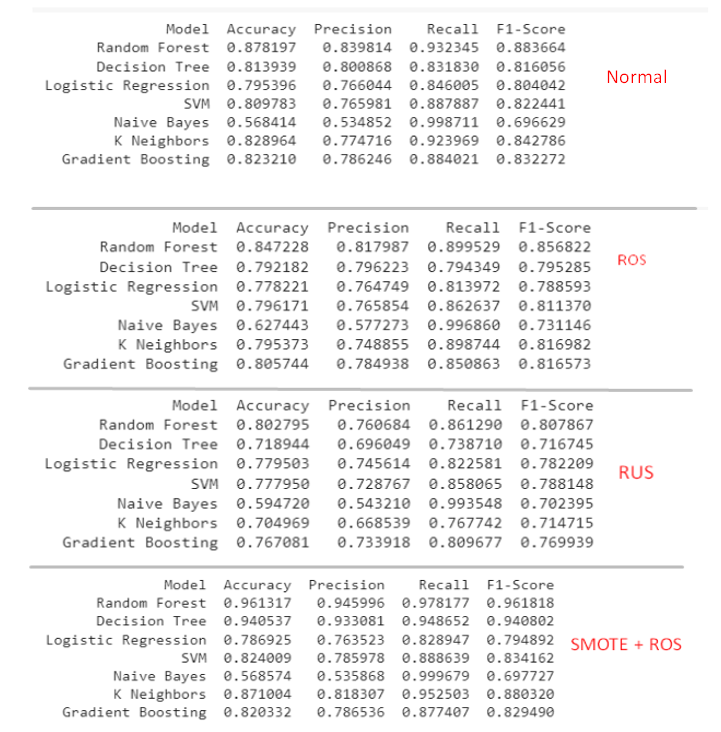 Model Accuracy Precision Recall F1-Score
Random Forest 0.878197 0.839814 0.932345 0.883664
Decision Tree 0.813939 0.800868 0.831830 0.816056
Logistic Regression 0.795396 0.766044 0.846005 0.804042
SVM 0.809783 0.765981 0.887887 0.822441
Naive Bayes 0.568414 0.534852 0.998711 0.696629
K Neighbors 0.828964 0.774716 0.923969 0.842786
Gradient Boosting 0.823210 0.786246 0.884021 0.832272
Normal
Model Accuracy Precision Recall F1-Score
Random Forest 0.847228 0.817987 0.899529 0.856822
Decision Tree 0.792182 0.796223 0.794349 0.795285
Logistic Regression 0.778221 0.764749 0.813972 0.788593
SVM 0.796171 0.765854 0.862637 0.811370
Naive Bayes 0.627443 0.577273 0.996860 0.731146
K Neighbors 0.795373 0.748855 0.898744 0.816982
Gradient Boosting 0.805744 0.784938 0.850863 0.816573
ROS
Model Accuracy Precision Recall F1-Score
Random Forest 0.802795 0.760684 0.861290 0.807867
Decision Tree 0.718944 0.696049 0.738710 0.716745
Logistic Regression 0.779503 0.745614 0.822581 0.782209
SVM 0.777950 0.728767 0.858065 0.788148
Naive Bayes 0.594720 0.543210 0.993548 0.702395
K Neighbors 0.704969 0.668539 0.767742 0.714715
Gradient Boosting 0.767081 0.733918 0.809677 0.769939
RUS
Model Accuracy Precision Recall F1-Score
Random Forest 0.961317 0.945996 0.978177 0.961818
Decision Tree 0.940537 0.933081 0.948652 0.940802
Logistic Regression 0.786925 0.763523 0.828947 0.794892
SVM 0.824009 0.785978 0.888639 0.834162
Naive Bayes 0.568574 0.535868 0.999679 0.697727
K Neighbors 0.871004 0.818307 0.952503 0.880320
Gradient Boosting 0.820332 0.786536 0.877407 0.829490
SMOTE + ROS